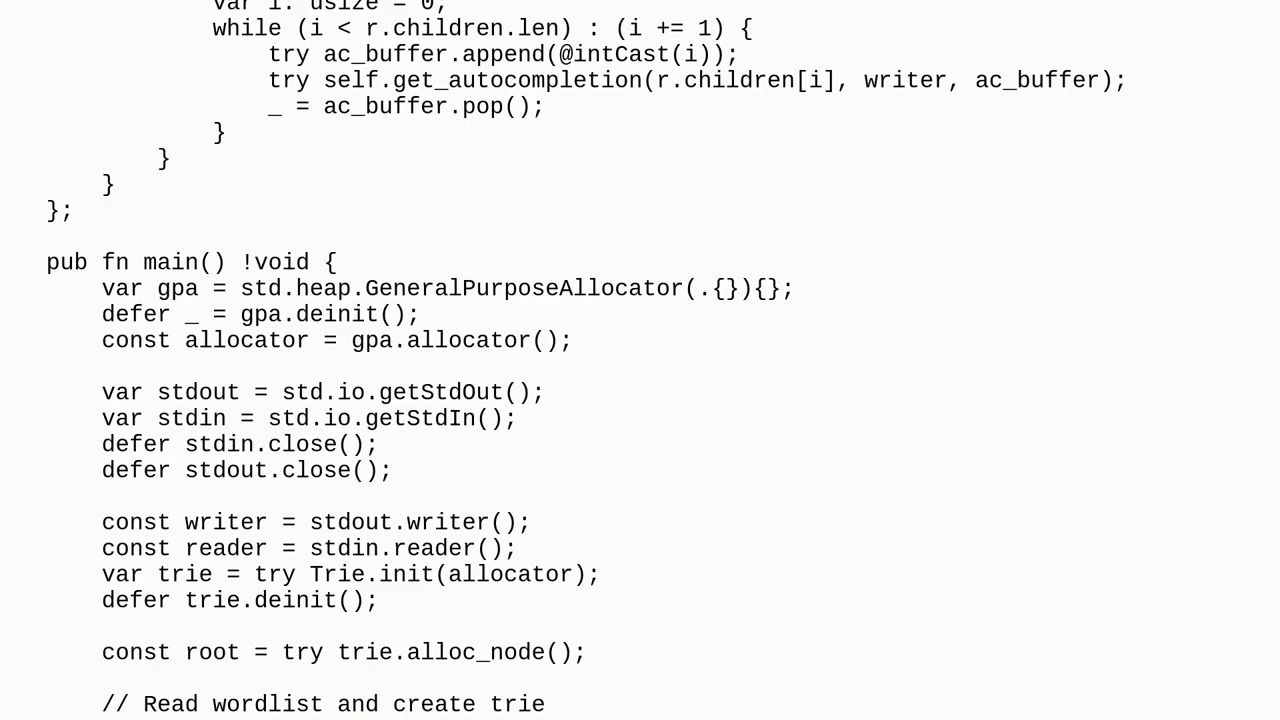 var i: usize = 0;
            while (i < r.children.len) : (i += 1) {
                try ac_buffer.append(@intCast(i));
                try self.get_autocompletion(r.children[i], writer, ac_buffer);
                _ = ac_buffer.pop();
            }
        }
    }
};

pub fn main() !void {
    var gpa = std.heap.GeneralPurposeAllocator(.{}){};
    defer _ = gpa.deinit();
    const allocator = gpa.allocator();

    var stdout = std.io.getStdOut();
    var stdin = std.io.getStdIn();
    defer stdin.close();
    defer stdout.close();

    const writer = stdout.writer();
    const reader = stdin.reader();
    var trie = try Trie.init(allocator);
    defer trie.deinit();

    const root = try trie.alloc_node();

    // Read wordlist and create trie